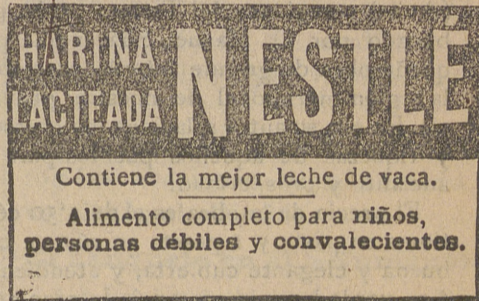 HARINA LACTEADA NESTLÉ
Contiene la mejor leche de vaca.
Alimento completo para niños,
personas débiles y convalecientes.